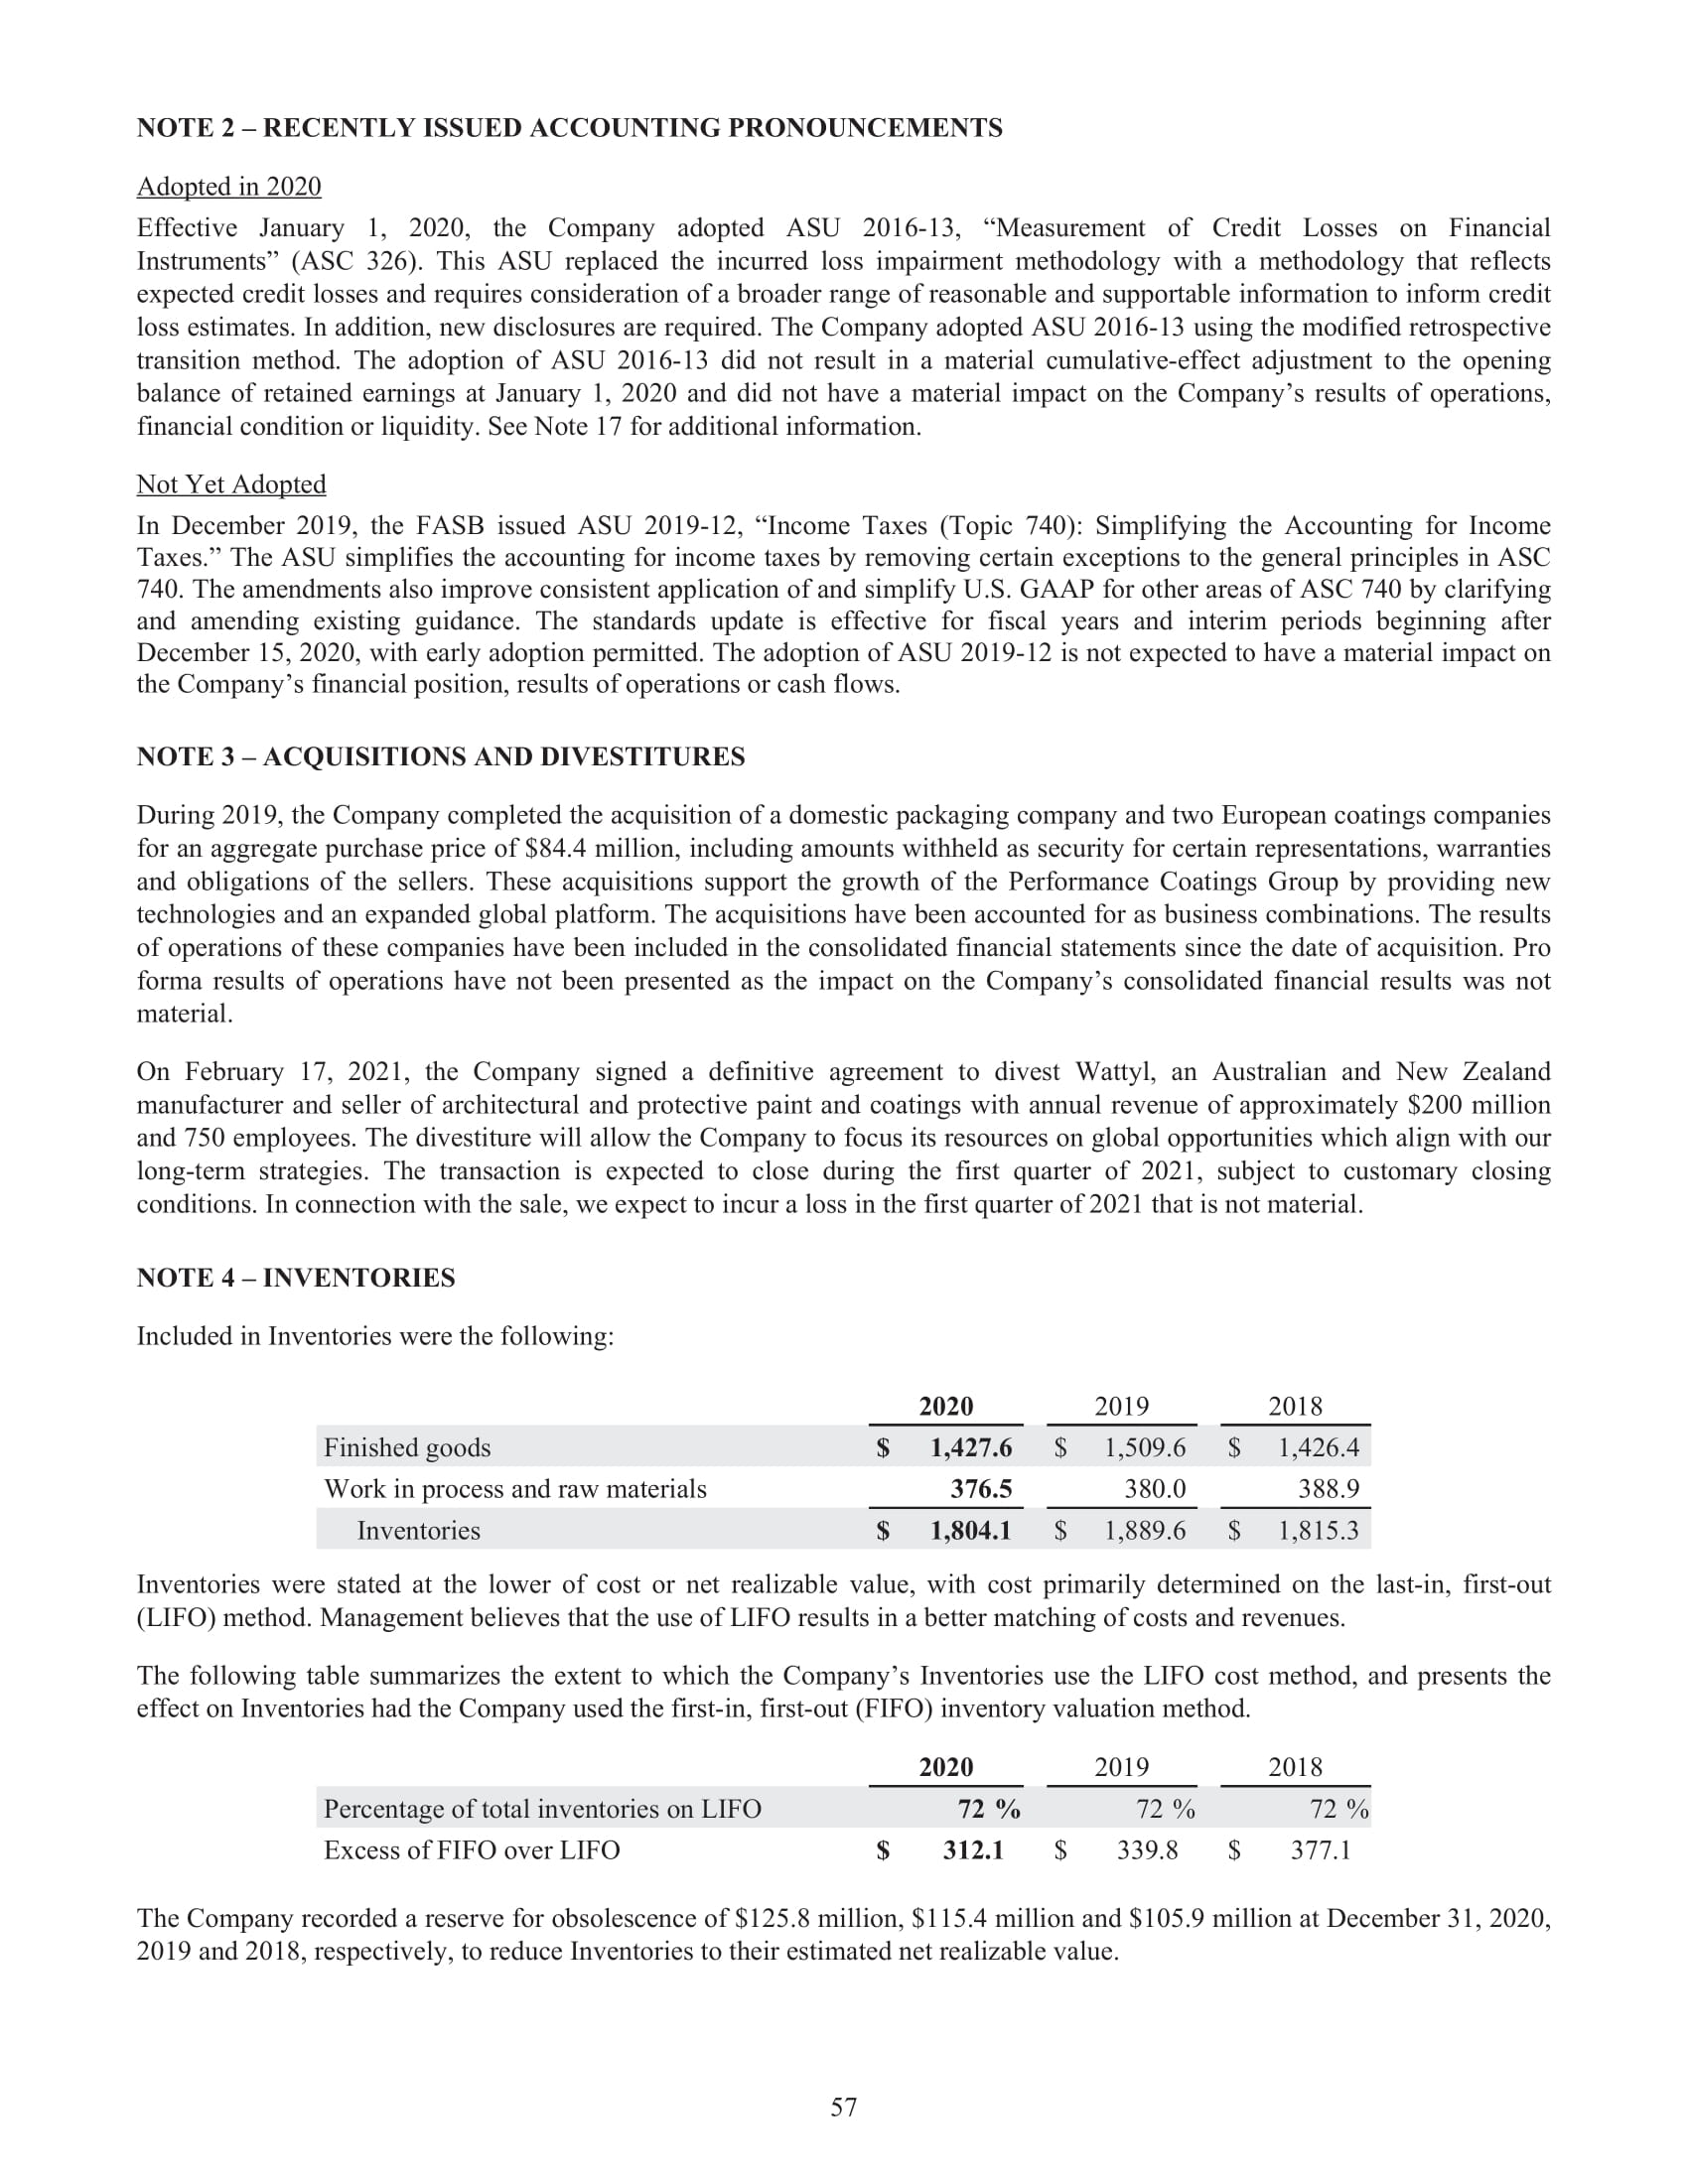 NOTE 2 – RECENTLY ISSUED ACCOUNTING PRONOUNCEMENTS
Adopted in 2020
Effective January 1, 2020, the Company adopted ASU 2016-13, “Measurement of Credit Losses on Financial
Instruments” (ASC 326). This ASU replaced the incurred loss impairment methodology with a methodology that reflects
expected credit losses and requires consideration of a broader range of reasonable and supportable information to inform credit
loss estimates. In addition, new disclosures are required. The Company adopted ASU 2016-13 using the modified retrospective
transition method. The adoption of ASU 2016-13 did not result in a material cumulative-effect adjustment to the opening
balance of retained earnings at January 1, 2020 and did not have a material impact on the Company’s results of operations,
financial condition or liquidity. See Note 17 for additional information.
Not Yet Adopted
In December 2019, the FASB issued ASU 2019-12, “Income Taxes (Topic 740): Simplifying the Accounting for Income
Taxes.” The ASU simplifies the accounting for income taxes by removing certain exceptions to the general principles in ASC
740. The amendments also improve consistent application of and simplify U.S. GAAP for other areas of ASC 740 by clarifying
and amending existing guidance. The standards update is effective for fiscal years and interim periods beginning after
December 15, 2020, with early adoption permitted. The adoption of ASU 2019-12 is not expected to have a material impact on
the Company’s financial position, results of operations or cash flows.
NOTE 3 – ACQUISITIONS AND DIVESTITURES
During 2019, the Company completed the acquisition of a domestic packaging company and two European coatings companies
for an aggregate purchase price of $84.4 million, including amounts withheld as security for certain representations, warranties
and obligations of the sellers. These acquisitions support the growth of the Performance Coatings Group by providing new
technologies and an expanded global platform. The acquisitions have been accounted for as business combinations. The results
of operations of these companies have been included in the consolidated financial statements since the date of acquisition. Pro
forma results of operations have not been presented as the impact on the Company’s consolidated financial results was not
material.
On February 17, 2021, the Company signed a definitive agreement to divest Wattyl, an Australian and New Zealand
manufacturer and seller of architectural and protective paint and coatings with annual revenue of approximately $200 million
and 750 employees. The divestiture will allow the Company to focus its resources on global opportunities which align with our
long-term strategies. The transaction is expected to close during the first quarter of 2021, subject to customary closing
conditions. In connection with the sale, we expect to incur a loss in the first quarter of 2021 that is not material.
NOTE 4 – INVENTORIES
Included in Inventories were the following:
2020 2019 2018
Finished goods $ 1,427.6 $ 1,509.6 $ 1,426.4
Work in process and raw materials 376.5 380.0 388.9
Inventories $ 1,804.1 $ 1,889.6 $ 1,815.3
Inventories were stated at the lower of cost or net realizable value, with cost primarily determined on the last-in, first-out
(LIFO) method. Management believes that the use of LIFO results in a better matching of costs and revenues.
The following table summarizes the extent to which the Company’s Inventories use the LIFO cost method, and presents the
effect on Inventories had the Company used the first-in, first-out (FIFO) inventory valuation method.
2020 2019 2018
Percentage of total inventories on LIFO 72 % 72 % 72 %
Excess of FIFO over LIFO $ 312.1 $ 339.8 $ 377.1
The Company recorded a reserve for obsolescence of $125.8 million, $115.4 million and $105.9 million at December 31, 2020,
2019 and 2018, respectively, to reduce Inventories to their estimated net realizable value.
57